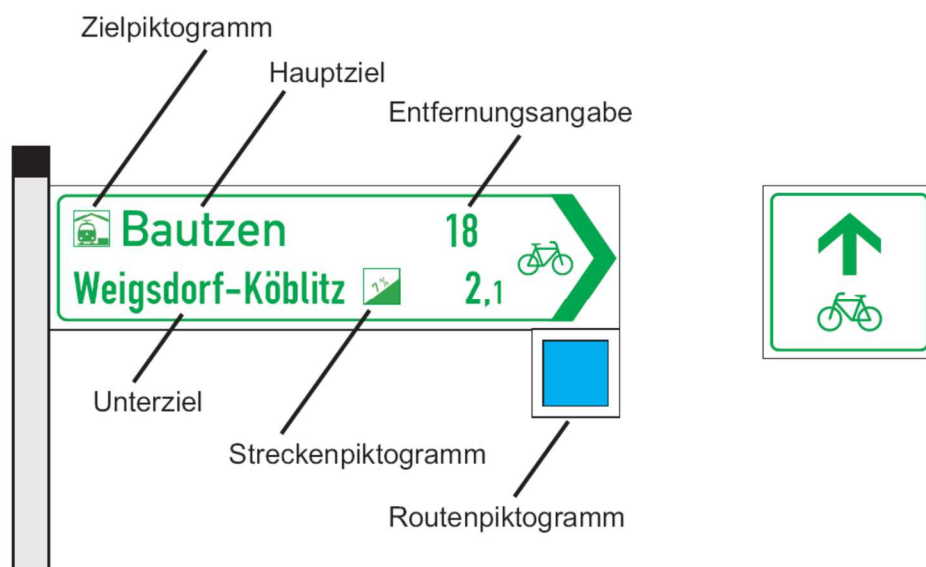 Zielpiktogramm
Hauptziel
Entfernungsangabe
Bautzen 18
Weigsdorf-Köblitz 7% 2,1
Unterziel
Streckenpiktogramm
Routenpiktogramm